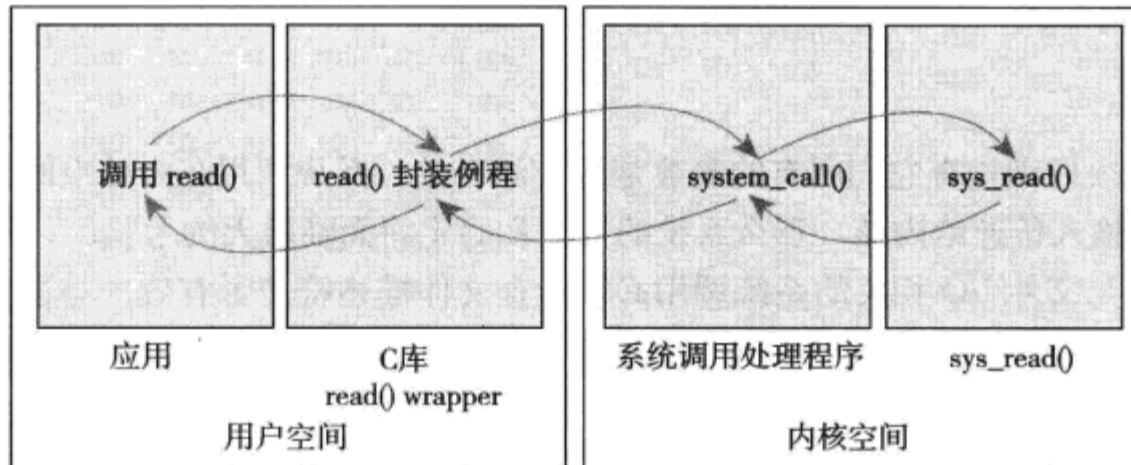 调用 read()
read() 封装例程
system_call()
sys_read()
应用
C库
read() wrapper
系统调用处理程序
sys_read()
用户空间
内核空间